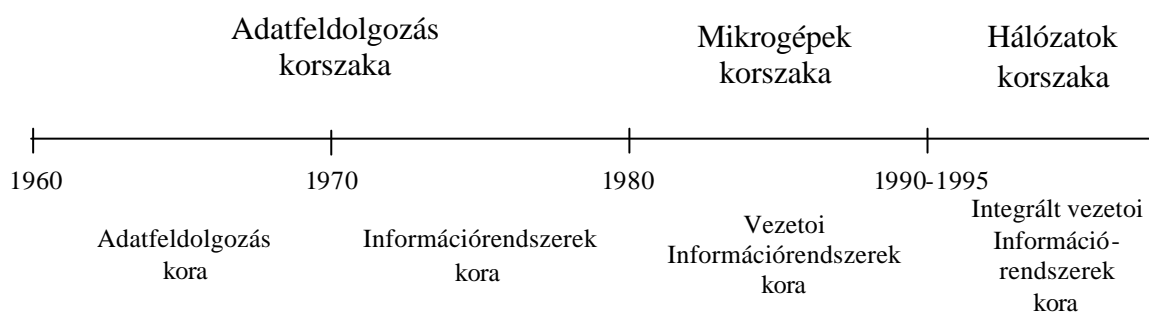 Adatfeldolgozás
korszaka
Mikrogépek
korszaka
Hálózatok
korszaka
1960
1970
1980
1990-1995
Adatfeldolgozás
kora
Információrendszerek
kora
Vezetoi
Információrendszerek
kora
Integrált vezetoi
Információ-
rendszerek
kora